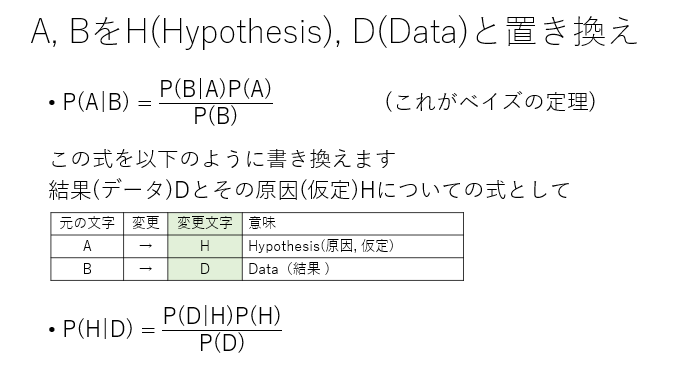 A, BをH(Hypothesis), D(Data)と置き換え
• P(A|B) = P(B|A)P(A) / P(B) (これがベイズの定理)
この式を以下のように書き換えます
結果(データ)Dとその原因(仮定)Hについての式として
元の文字 変更 変更文字 意味
A → H Hypothesis(原因, 仮定)
B → D Data（結果 ）
• P(H|D) = P(D|H)P(H) / P(D)